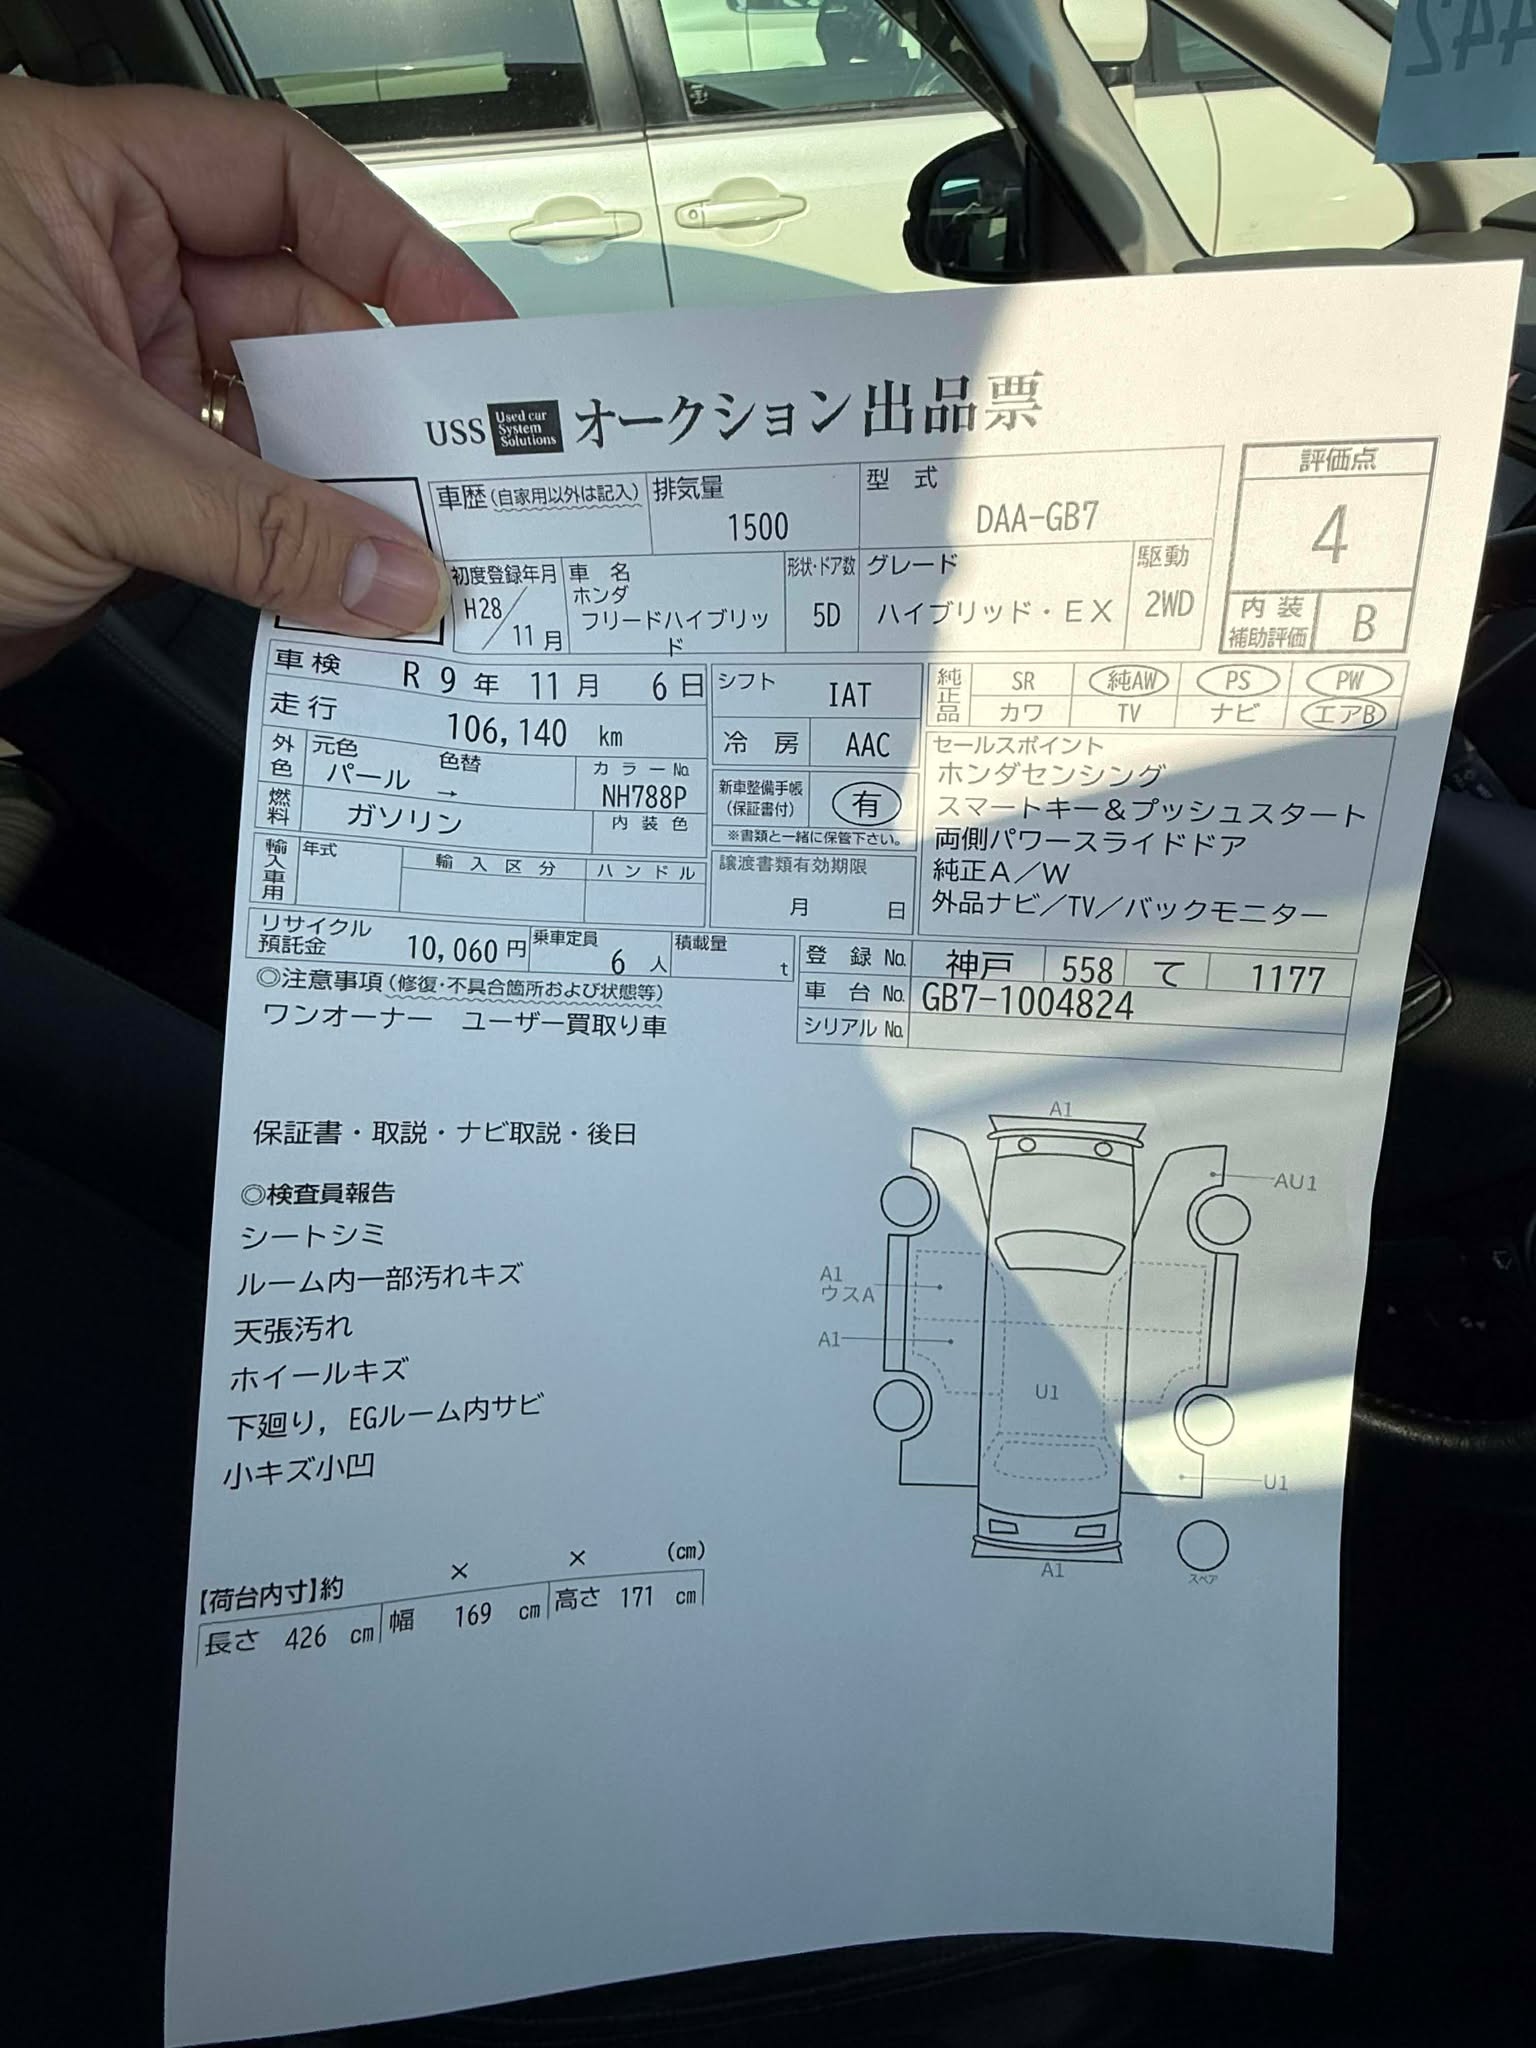 442
USS Used car System Solutions オークション出品票
車歴(自家用以外は記入) 排気量 1500 型 式 DAA-GB7
評価点 4
初度登録年月 H28/11月 車 名 ホンダ フリードハイブリッド 形状・ドア数 5D グレード ハイブリッド・EX 駆動 2WD
内装補助評価 B
車検 R 9年 11月 6日 シフト IAT
純正品 SR 純AW PS PW
カワ TV ナビ エアB
走行 106,140 km 冷房 AAC
外色 元色 パール → 色替 カラーNo. NH788P
新車整備手帳(保証書付) 有
※書類と一緒に保管下さい。
燃料 ガソリン 内装色
輸入車用 年式 輸入区分 ハンドル
譲渡書類有効期限 月 日
セールスポイント
ホンダセンシング
スマートキー&プッシュスタート
両側パワースライドドア
純正A/W
外品ナビ/TV/バックモニター
リサイクル預託金 10,060円 乗車定員 6人 積載量 t
登録No. 神戸 558 て 1177
車台No. GB7-1004824
シリアルNo.
◎注意事項(修復・不具合箇所および状態等)
ワンオーナー ユーザー買取り車
保証書・取説・ナビ取説・後日
◎検査員報告
シートシミ
ルーム内一部汚れキズ
天張汚れ
ホイールキズ
下廻り,EGルーム内サビ
小キズ小凹
A1
AU1
A1
ウスA
A1
U1
U1
A1
スペア
【荷台内寸】約 × × (cm)
長さ 426 cm 幅 169 cm 高さ 171 cm